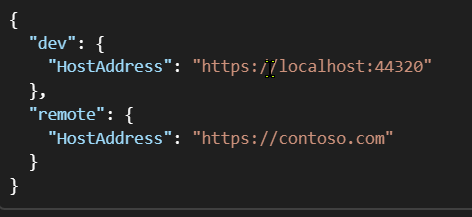 {
  "dev": {
    "HostAddress": "https://localhost:44320"
  },
  "remote": {
    "HostAddress": "https://contoso.com"
  }
}